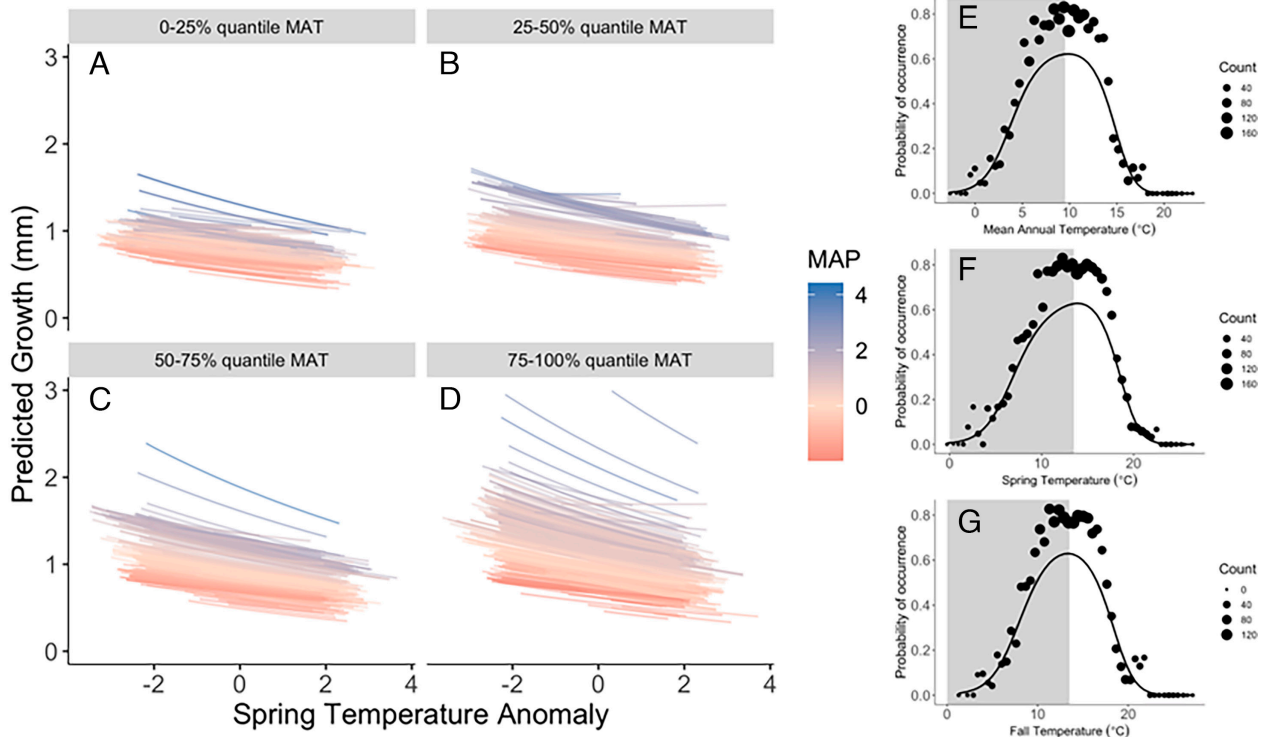 0-25% quantile MAT
25-50% quantile MAT
A
B
3
2
1
0
50-75% quantile MAT
75-100% quantile MAT
C
D
3
2
1
0
-2
0
2
4
-2
0
2
4
Predicted Growth (mm)
Spring Temperature Anomaly
MAP
4
2
0
E
0.8
0.6
0.4
0.2
0.0
0
5
10
15
20
Probability of occurrence
Mean Annual Temperature (°C)
Count
40
80
120
160
F
0.8
0.6
0.4
0.2
0.0
0
10
20
Probability of occurrence
Spring Temperature (°C)
Count
40
80
120
160
G
0.8
0.6
0.4
0.2
0.0
0
10
20
Probability of occurrence
Fall Temperature (°C)
Count
0
40
80
120